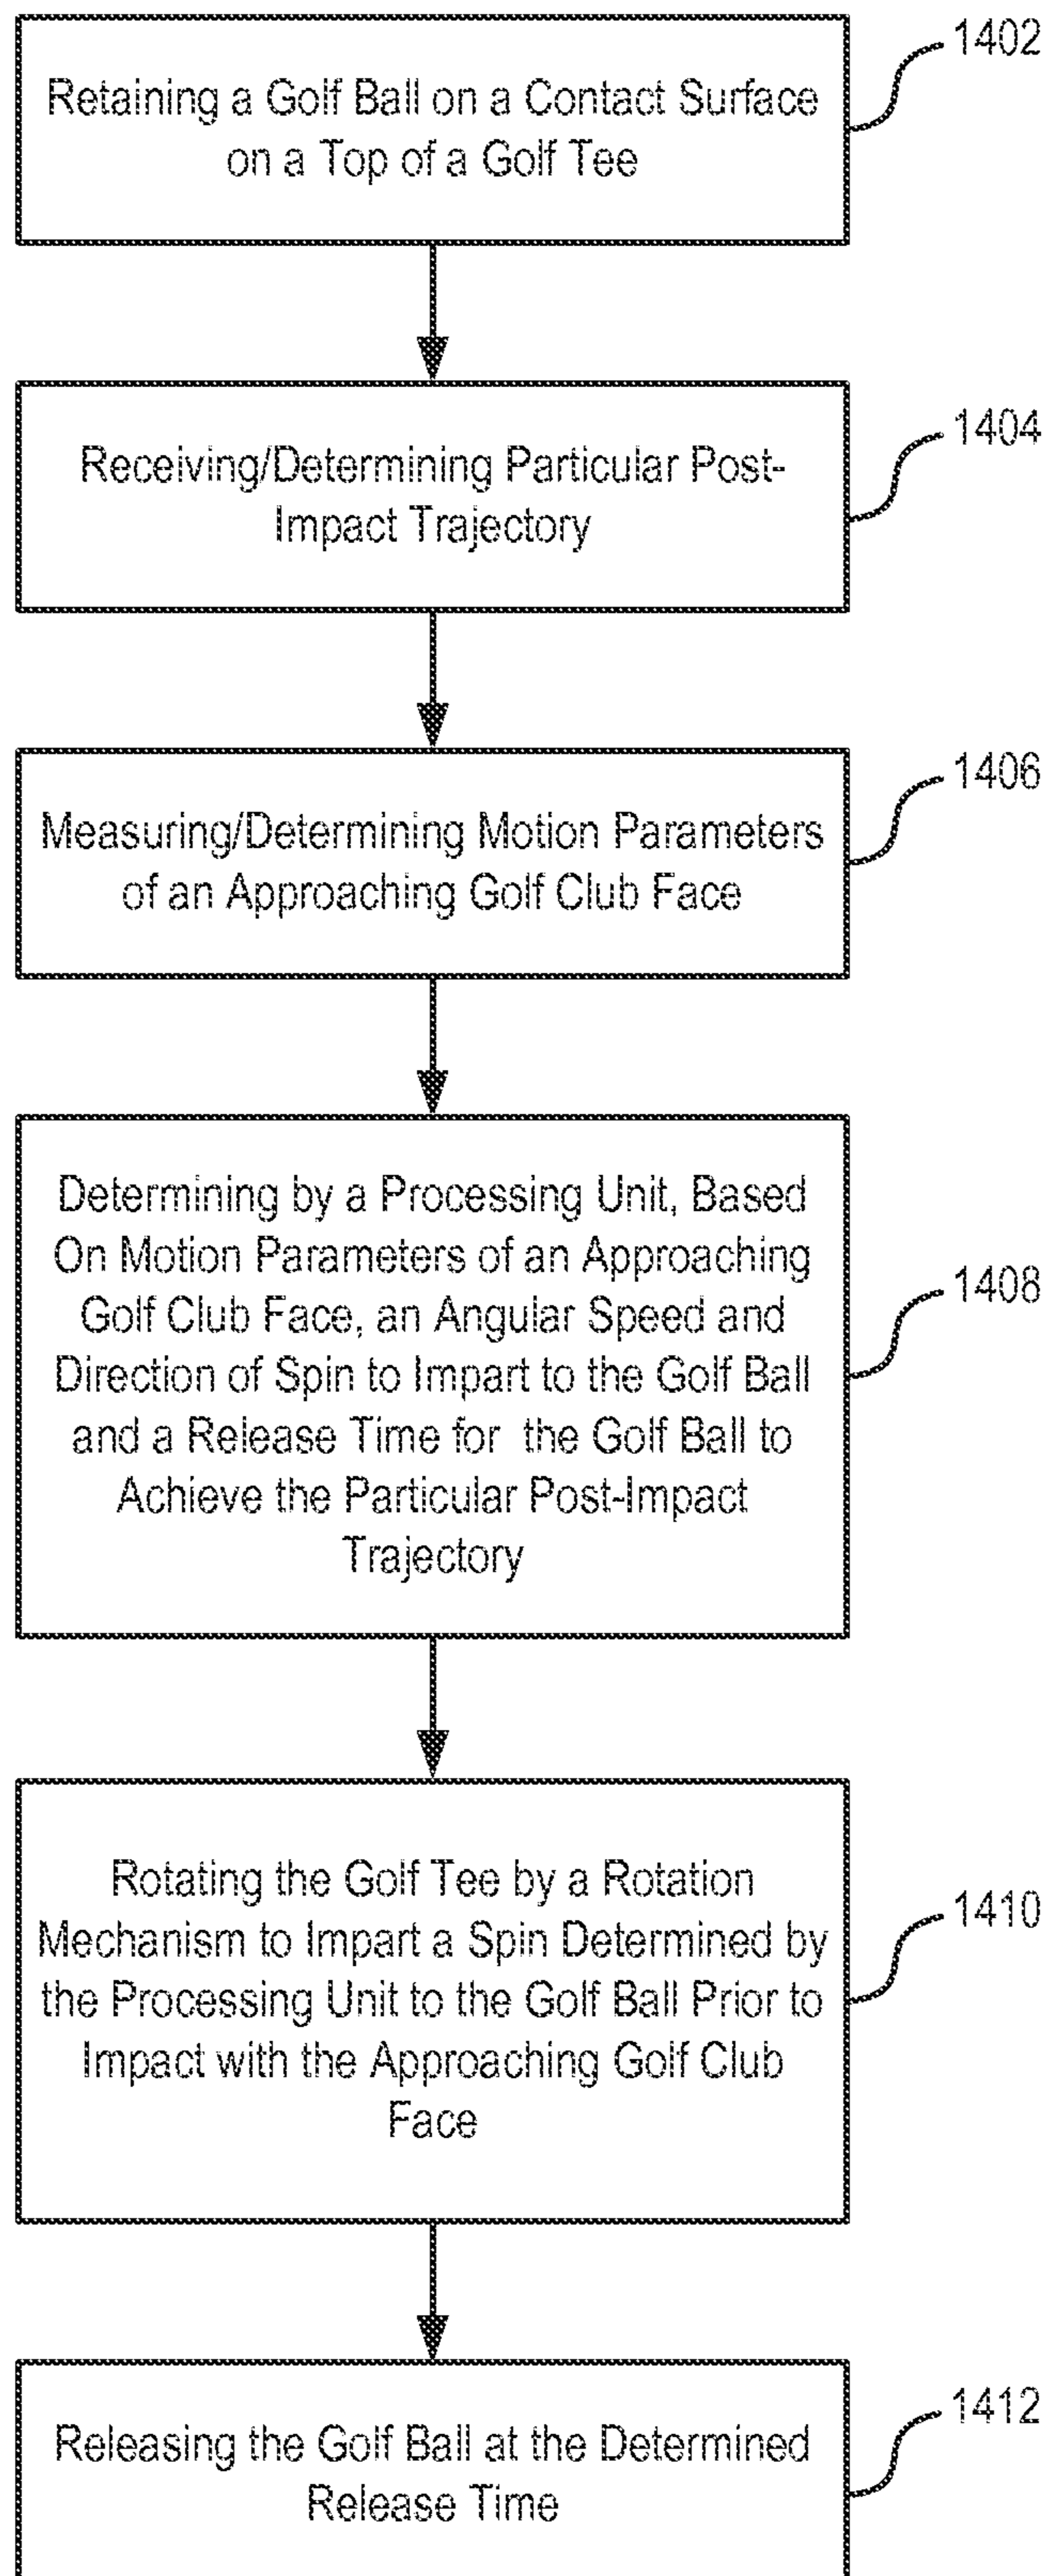 1402
Retaining a Golf Ball on a Contact Surface
on a Top of a Golf Tee
1404
Receiving/Determining Particular Post-
Impact Trajectory
1406
Measuring/Determining Motion Parameters
of an Approaching Golf Club Face
1408
Determining by a Processing Unit, Based
On Motion Parameters of an Approaching
Golf Club Face, an Angular Speed and
Direction of Spin to Impart to the Golf Ball
and a Release Time for the Golf Ball to
Achieve the Particular Post-Impact
Trajectory
1410
Rotating the Golf Tee by a Rotation
Mechanism to Impart a Spin Determined by
the Processing Unit to the Golf Ball Prior to
Impact with the Approaching Golf Club
Face
1412
Releasing the Golf Ball at the Determined
Release Time